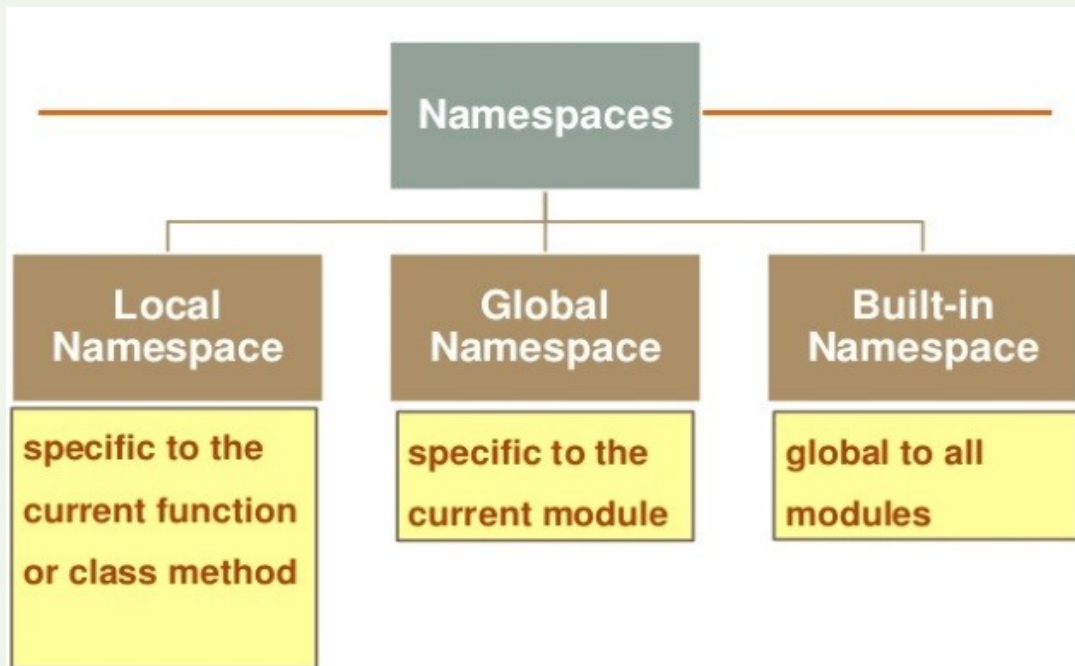 Namespaces
Local
Namespace
Global
Namespace
Built-in
Namespace
specific to the
current function
or class method
specific to the
current module
global to all
modules